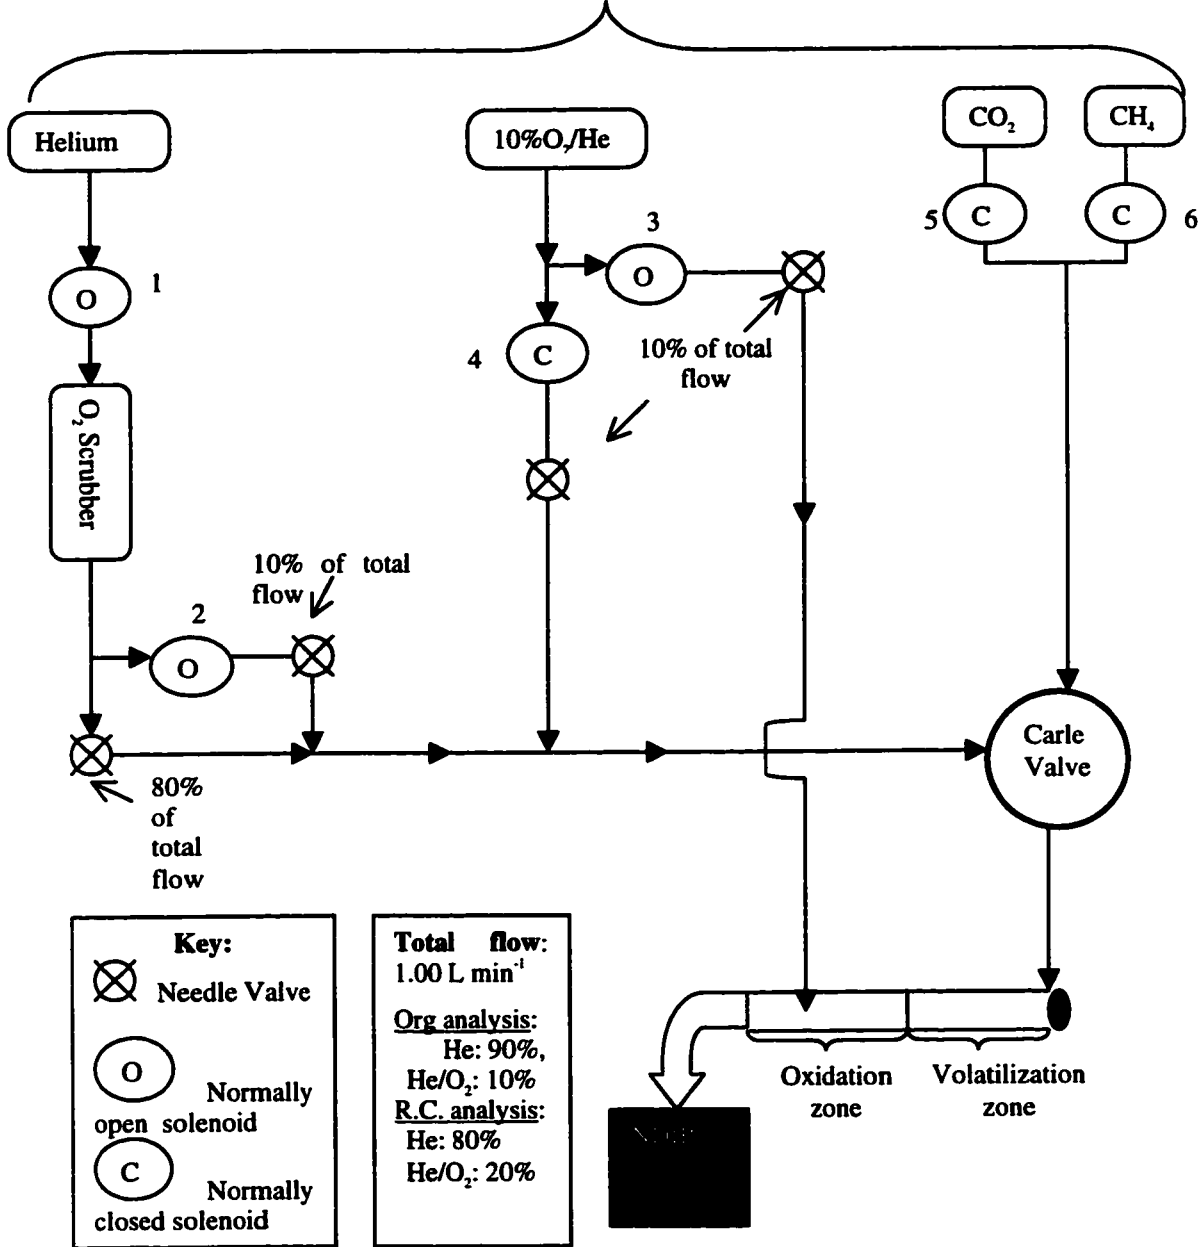 Helium
10%O₂/He
CO₂
CH₄
1
O
O₂ Scrubber
3
O
4
C
5
C
C
6
10% of total
flow
10% of total
flow
2
O
80%
of
total
flow
Carle
Valve
Key:
Needle Valve
O
Normally
open solenoid
C
Normally
closed solenoid
Total flow:
1.00 L min⁻¹
Org analysis:
He: 90%,
He/O₂: 10%
R.C. analysis:
He: 80%
He/O₂: 20%
Oxidation
zone
Volatilization
zone